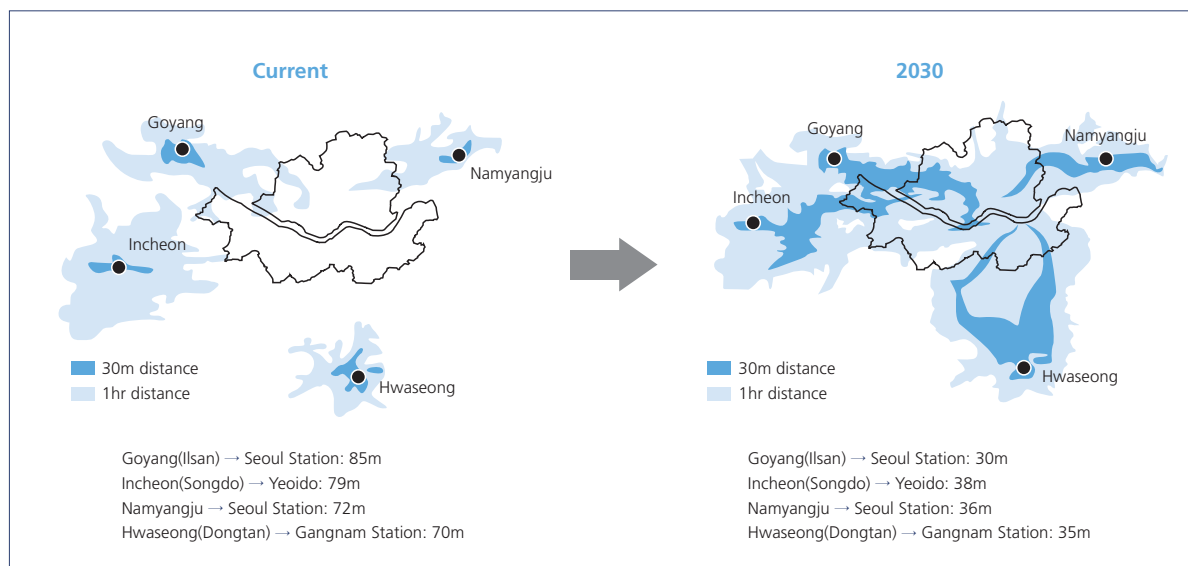 Current
Goyang
Namyangju
Incheon
Hwaseong
30m distance
1hr distance
Goyang(Ilsan) → Seoul Station: 85m
Incheon(Songdo) → Yeoido: 79m
Namyangju → Seoul Station: 72m
Hwaseong(Dongtan) → Gangnam Station: 70m
2030
Goyang
Namyangju
Incheon
Hwaseong
30m distance
1hr distance
Goyang(Ilsan) → Seoul Station: 30m
Incheon(Songdo) → Yeoido: 38m
Namyangju → Seoul Station: 36m
Hwaseong(Dongtan) → Gangnam Station: 35m